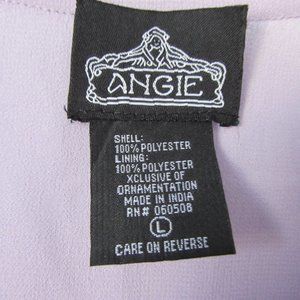 ANGIE
SHELL:
100% POLYESTER
LINING:
100% POLYESTER
XCLUSIVE OF
ORNAMENTATION
MADE IN INDIA
RN# 060508
L
CARE ON REVERSE